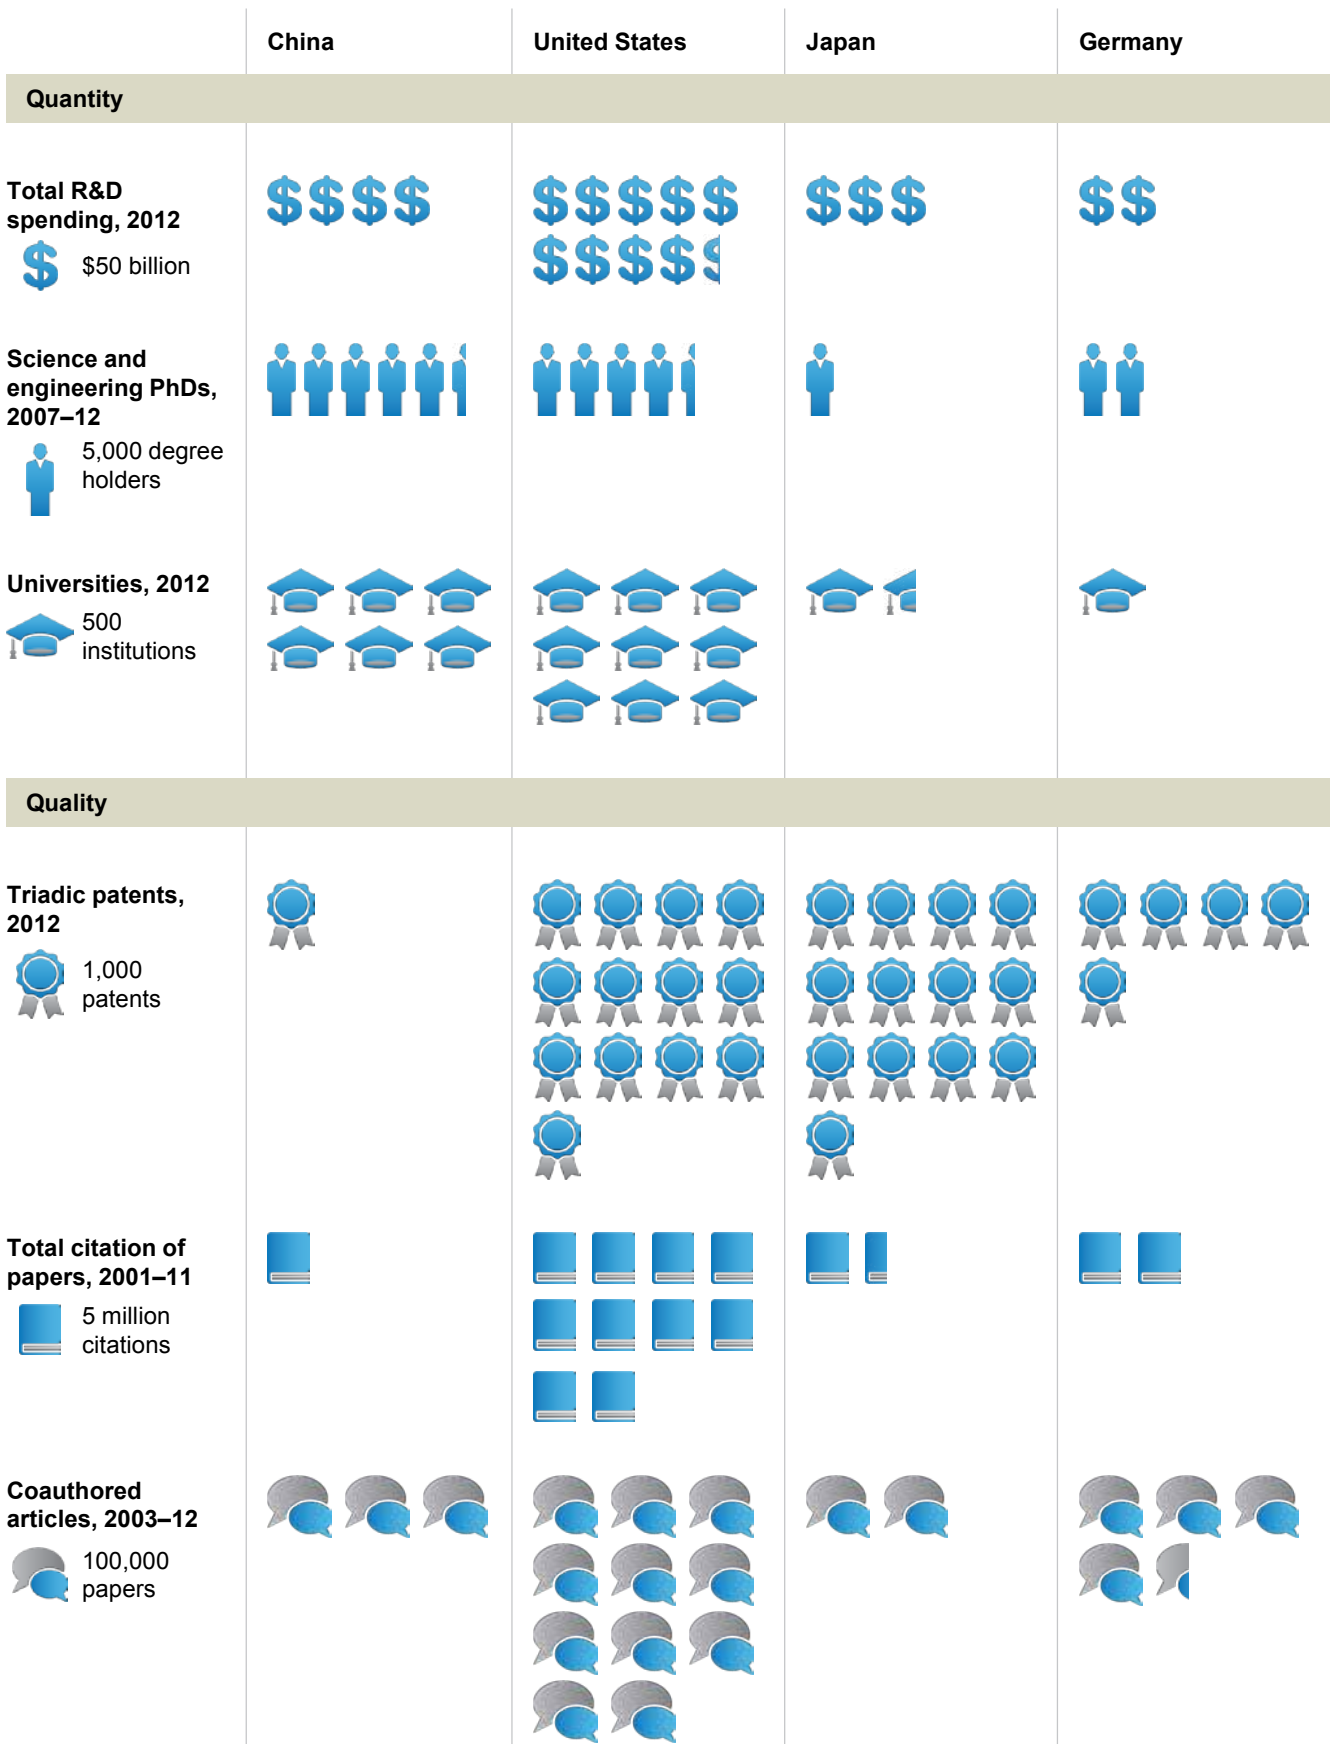 China
United States
Japan
Germany
Quantity
Total R&D
spending, 2012
$50 billion
Science and
engineering PhDs,
2007–12
5,000 degree
holders
Universities, 2012
500
institutions
Quality
Triadic patents,
2012
1,000
patents
Total citation of
papers, 2001–11
5 million
citations
Coauthored
articles, 2003–12
100,000
papers